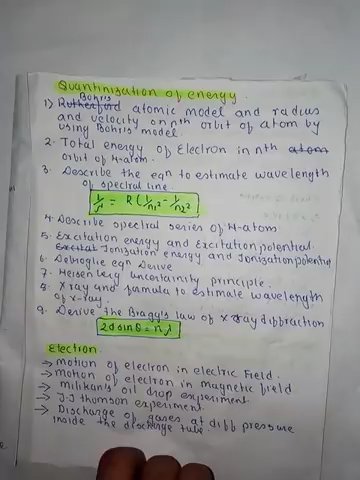 Quantinization of energy.
1) Bohr's atomic model and radius
and velocity on nth orbit of atom by
using Bohr's model.
2. Total energy of Electron in nth
orbit of H-atom.
3. Describe the eqn to estimate wavelength
of spectral line.
1/λ = R (1/n1² - 1/n2²
4. Describe spectral series of H-atom
5. Excitation energy and Excitation potential.
Ionization energy and Ionization potential
6. Debroglie eqn Derive
7. Heisenberg uncertainity principle.
8. X ray and formula to estimate wavelength
of x-ray.
9. Derive the Bragg's law of x ray diffraction
2d sinθ = nλ
Electron.
→ motion of electron in electric field.
→ motion of electron in magnetic field
→ milikan's oil drop experiment.
→ J.J thomson experiment.
→ Discharge of gases at diff pressure
inside the discharge tube.